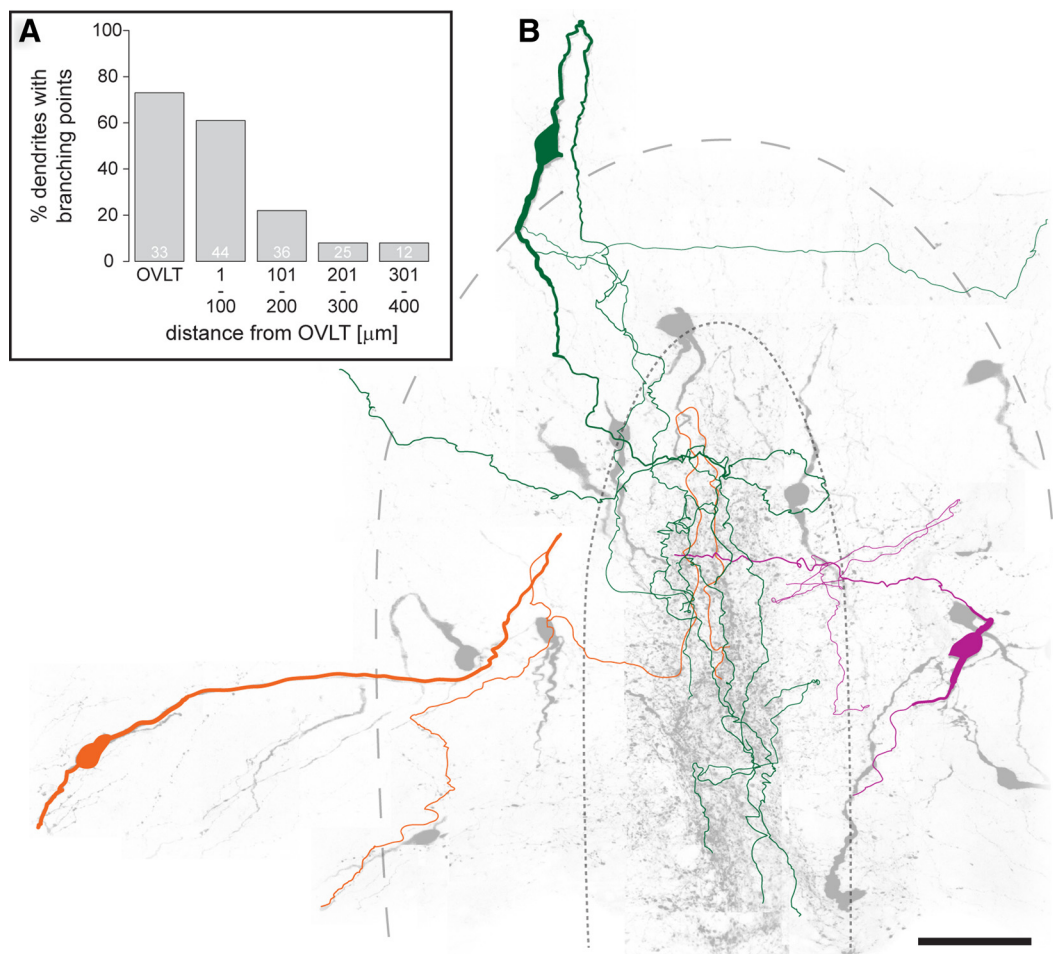 A
B
% dendrites with
branching points
100
80
60
40
20
0
33 44 36 25 12
OVLT 1 101 201 301
- - - -
100 200 300 400
distance from OVLT [μm]